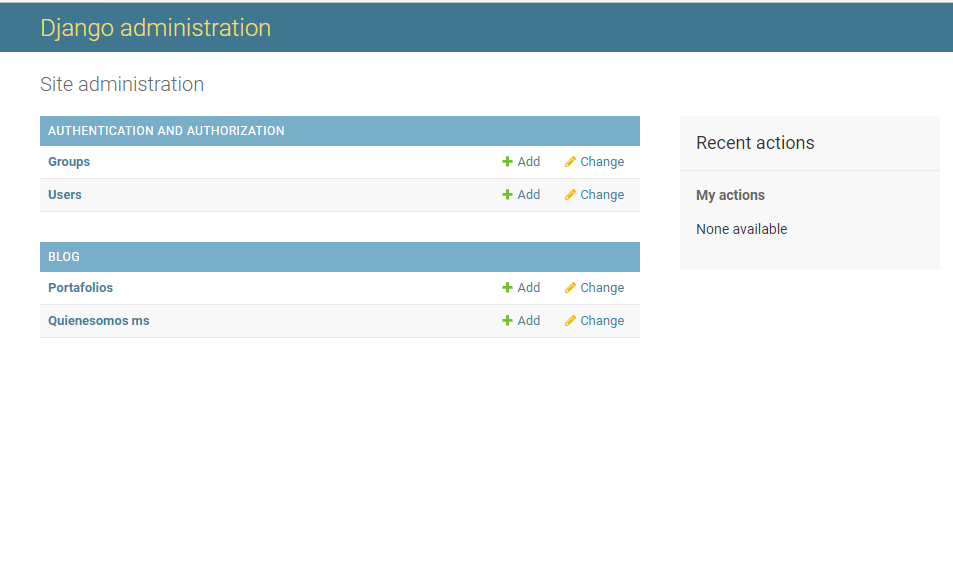 Django administration
Site administration
AUTHENTICATION AND AUTHORIZATION
Groups Add Change
Users Add Change
BLOG
Portafolios Add Change
Quienesomos ms Add Change
Recent actions
My actions
None available